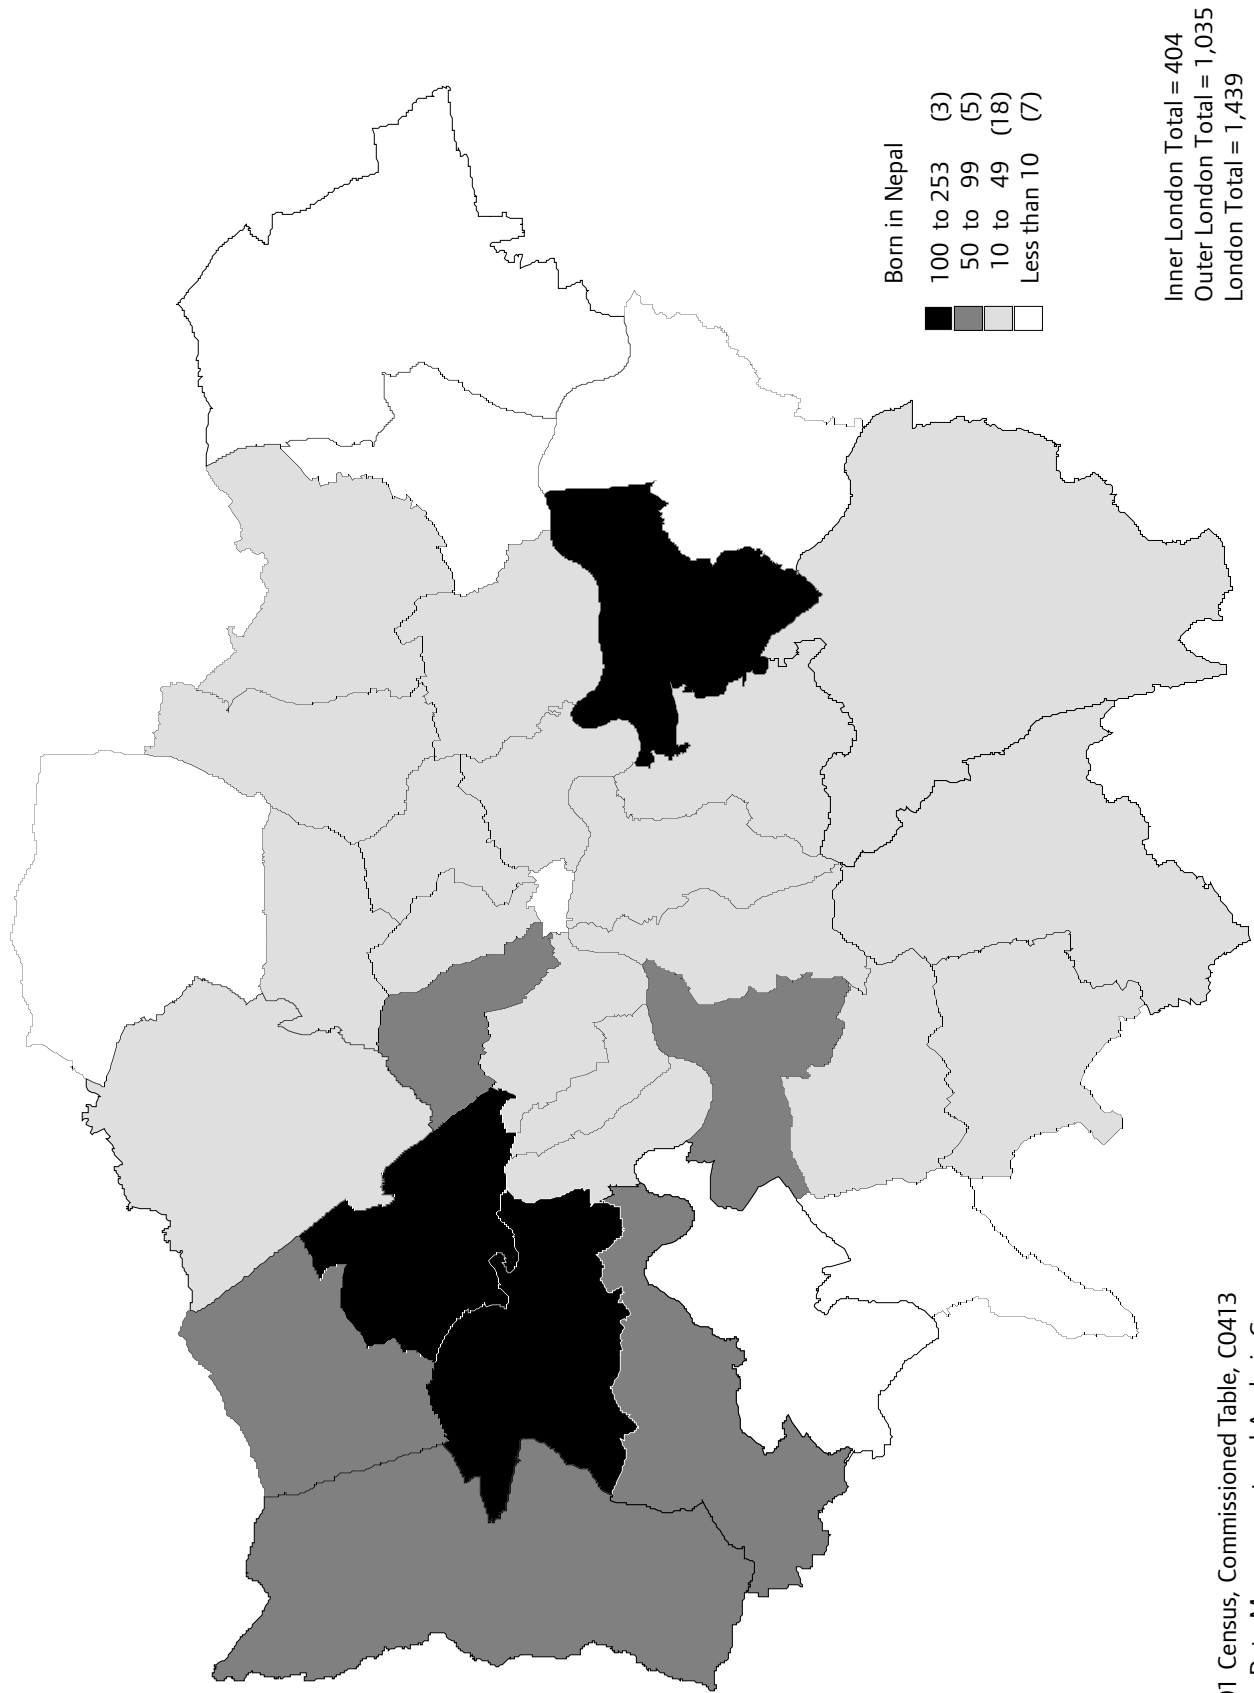 Born in Nepal
100 to 253 (3)
50 to 99 (5)
10 to 49 (18)
Less than 10 (7)
Inner London Total = 404
Outer London Total = 1,035
London Total = 1,439
Census, Commissioned Table, C0413